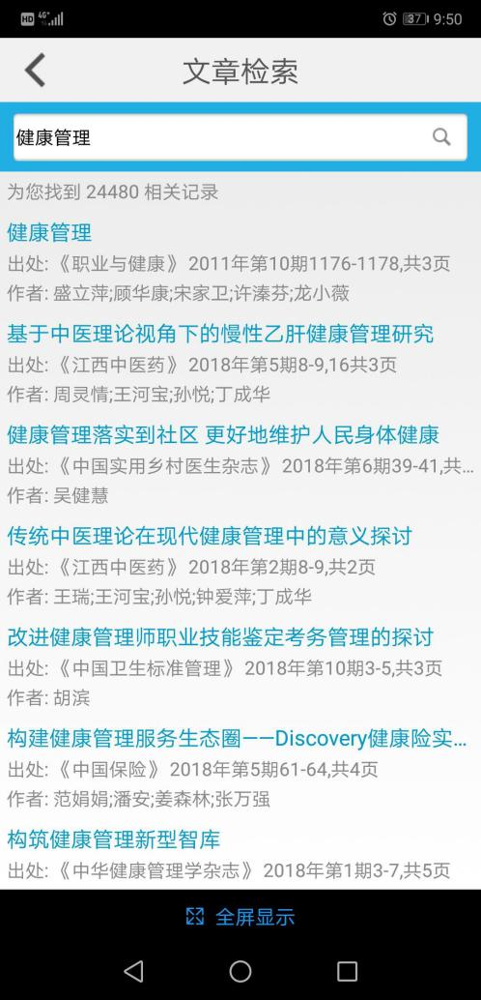 HD 4G 37 9:50
文章检索
健康管理
为您找到 24480 相关记录
健康管理
出处:《职业与健康》 2011年第10期1176-1178,共3页
作者: 盛立萍;顾华康;宋家卫;许溱芬;龙小薇
基于中医理论视角下的慢性乙肝健康管理研究
出处:《江西中医药》 2018年第5期8-9,16共3页
作者: 周灵情;王河宝;孙悦;丁成华
健康管理落实到社区 更好地维护人民身体健康
出处:《中国实用乡村医生杂志》 2018年第6期39-41,共...
作者: 吴健慧
传统中医理论在现代健康管理中的意义探讨
出处:《江西中医药》 2018年第2期8-9,共2页
作者: 王瑞;王河宝;孙悦;钟爱萍;丁成华
改进健康管理师职业技能鉴定考务管理的探讨
出处:《中国卫生标准管理》 2018年第10期3-5,共3页
作者: 胡滨
构建健康管理服务生态圈——Discovery健康险实...
出处:《中国保险》 2018年第5期61-64,共4页
作者: 范娟娟;潘安;姜森林;张万强
构筑健康管理新型智库
出处:《中华健康管理学杂志》 2018年第1期3-7,共5页
全屏显示